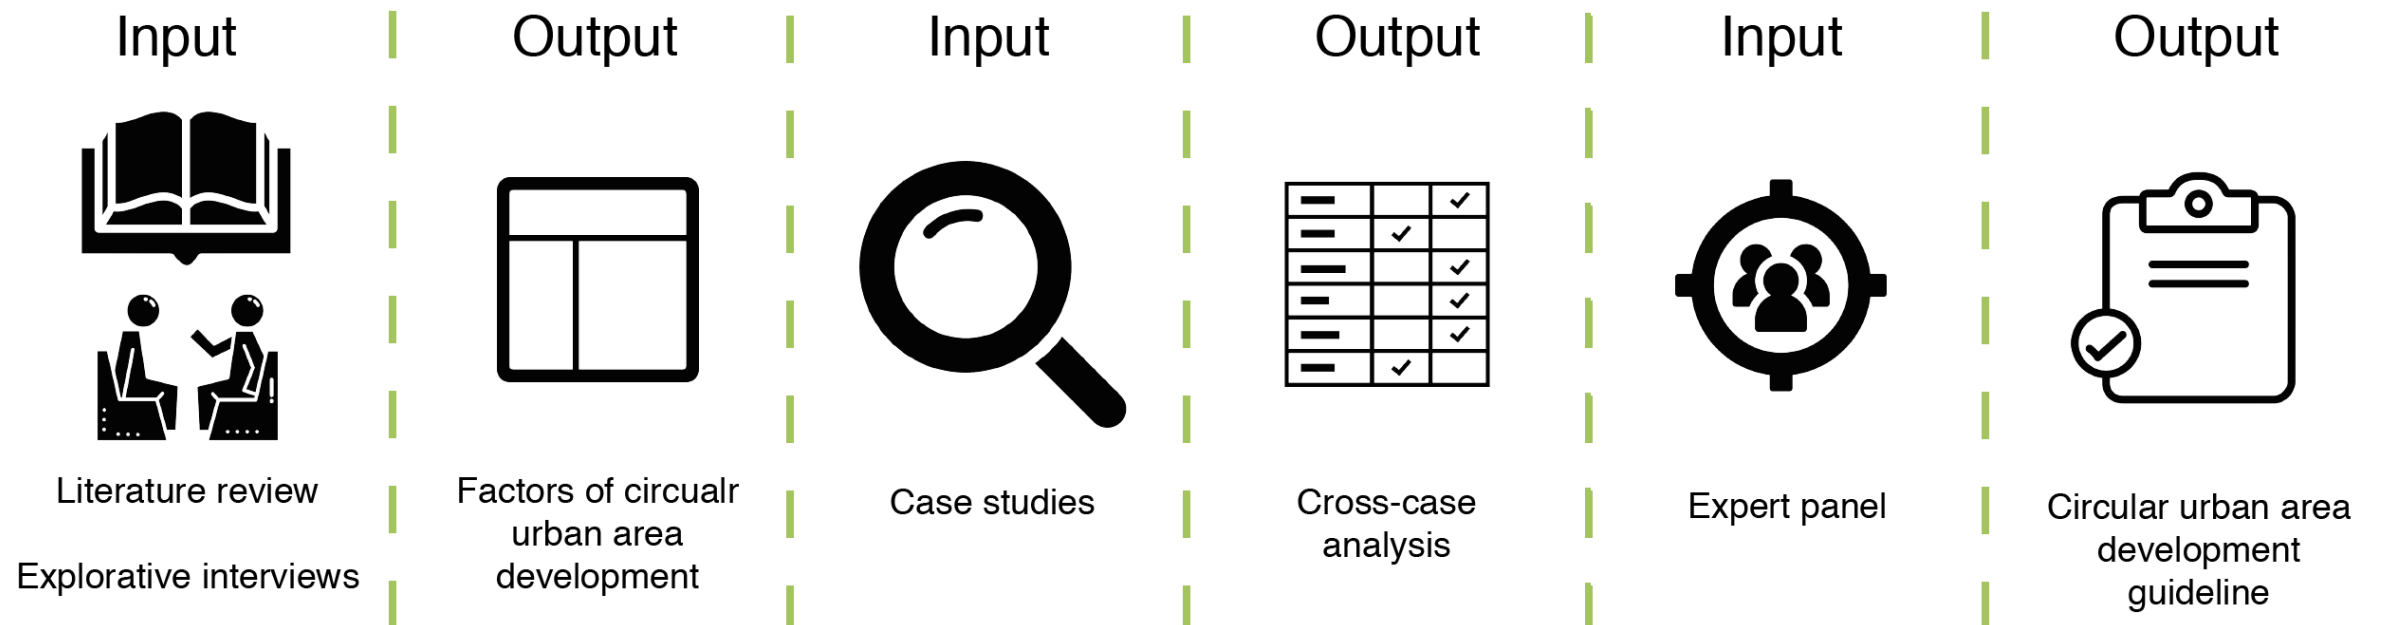 Input
Output
Input
Output
Input
Output
Literature review
Explorative interviews
Factors of circualr
urban area
development
Case studies
Cross-case
analysis
Expert panel
Circular urban area
development
guideline